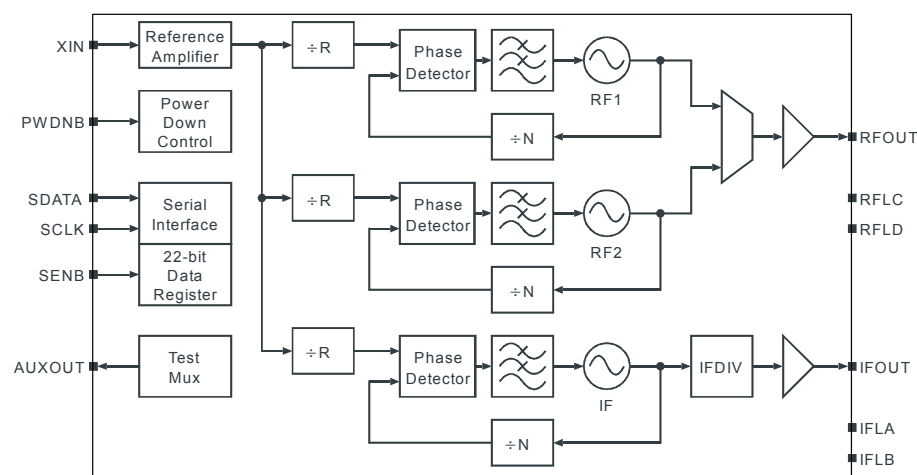 XIN
Reference
Amplifier
÷R
Phase
Detector
RF1
÷N
PWDNB
Power
Down
Control
RFOUT
SDATA
SCLK
SENB
Serial
Interface
22-bit
Data
Register
÷R
Phase
Detector
RF2
÷N
RFLC
RFLD
AUXOUT
Test
Mux
÷R
Phase
Detector
IF
÷N
IFDIV
IFOUT
IFLA
IFLB